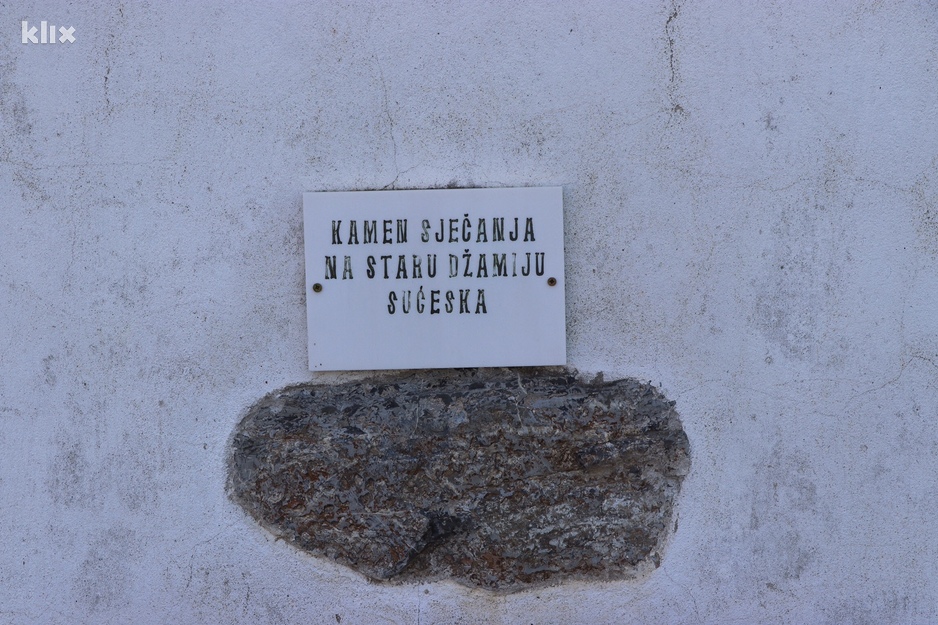 klix
KAMEN SJEČANJA
NA STARU DŽAMIJU
SUĆESKA